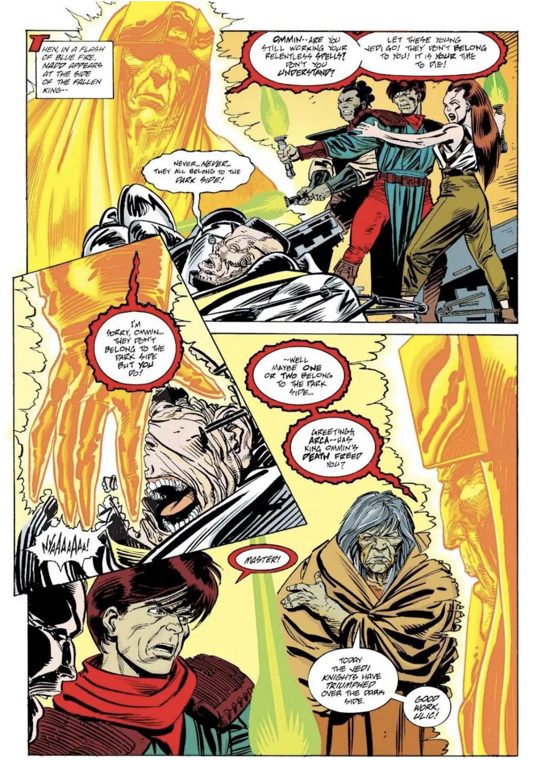 THEN, IN A FLASH
OF BLUE FIRE,
NADD APPEARS
AT THE SIDE
OF THE FALLEN
KING--
OMMIN--ARE YOU
STILL WORKING YOUR
RELENTLESS SPELLS?
DON'T YOU
UNDERSTAND?
LET THESE YOUNG
JEDI GO! THEY DON'T BELONG
TO YOU! IT IS YOUR TIME
TO DIE!
NEVER...NEVER...
THEY ALL BELONG TO THE
DARK SIDE!
I'M
SORRY, OMMIN...
THEY DON'T
BELONG TO THE
DARK SIDE
BUT YOU
DO!
NYAAAAAA!
--WELL
MAYBE ONE
OR TWO BELONG
TO THE DARK
SIDE...
GREETINGS,
ARCA--HAS
KING OMMIN'S
DEATH FREED
YOU?
MASTER!
TODAY
THE JEDI
KNIGHTS HAVE
TRIUMPHED
OVER THE DARK
SIDE.
GOOD
WORK,
ULIC!